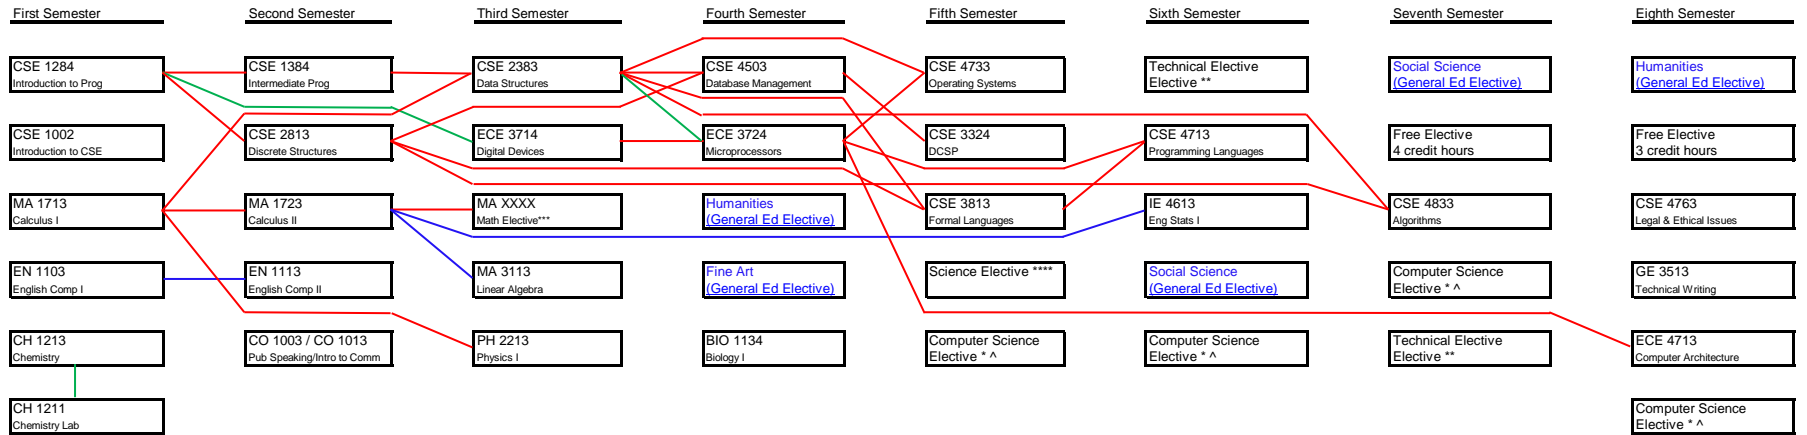 First Semester
CSE 1284
Introduction to Prog
CSE 1002
Introduction to CSE
MA 1713
Calculus I
EN 1103
English Comp I
CH 1213
Chemistry
CH 1211
Chemistry Lab
Second Semester
CSE 1384
Intermediate Prog
CSE 2813
Discrete Structures
MA 1723
Calculus II
EN 1113
English Comp II
CO 1003 / CO 1013
Pub Speaking/Intro to Comm
Third Semester
CSE 2383
Data Structures
ECE 3714
Digital Devices
MA XXXX
Math Elective***
MA 3113
Linear Algebra
PH 2213
Physics I
Fourth Semester
CSE 4503
Database Management
ECE 3724
Microprocessors
Humanities
(General Ed Elective)
Fine Art
(General Ed Elective)
BIO 1134
Biology I
Fifth Semester
CSE 4733
Operating Systems
CSE 3324
DCSP
CSE 3813
Formal Languages
Science Elective ****
Computer Science
Elective * ^
Sixth Semester
Technical Elective
Elective **
CSE 4713
Programming Languages
IE 4613
Eng Stats I
Social Science
(General Ed Elective)
Computer Science
Elective * ^
Seventh Semester
Social Science
(General Ed Elective)
Free Elective
4 credit hours
CSE 4833
Algorithms
Computer Science
Elective * ^
Technical Elective
Elective **
Eighth Semester
Humanities
(General Ed Elective)
Free Elective
3 credit hours
CSE 4763
Legal & Ethical Issues
GE 3513
Technical Writing
ECE 4713
Computer Architecture
Computer Science
Elective * ^